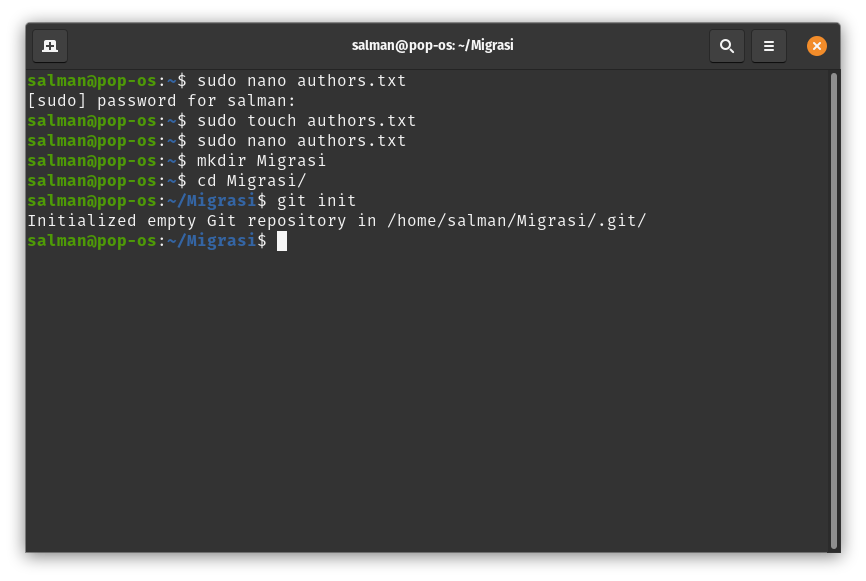 salman@pop-os: ~/Migrasi
salman@pop-os:~$ sudo nano authors.txt
[sudo] password for salman:
salman@pop-os:~$ sudo touch authors.txt
salman@pop-os:~$ sudo nano authors.txt
salman@pop-os:~$ mkdir Migrasi
salman@pop-os:~$ cd Migrasi/
salman@pop-os:~/Migrasi$ git init
Initialized empty Git repository in /home/salman/Migrasi/.git/
salman@pop-os:~/Migrasi$